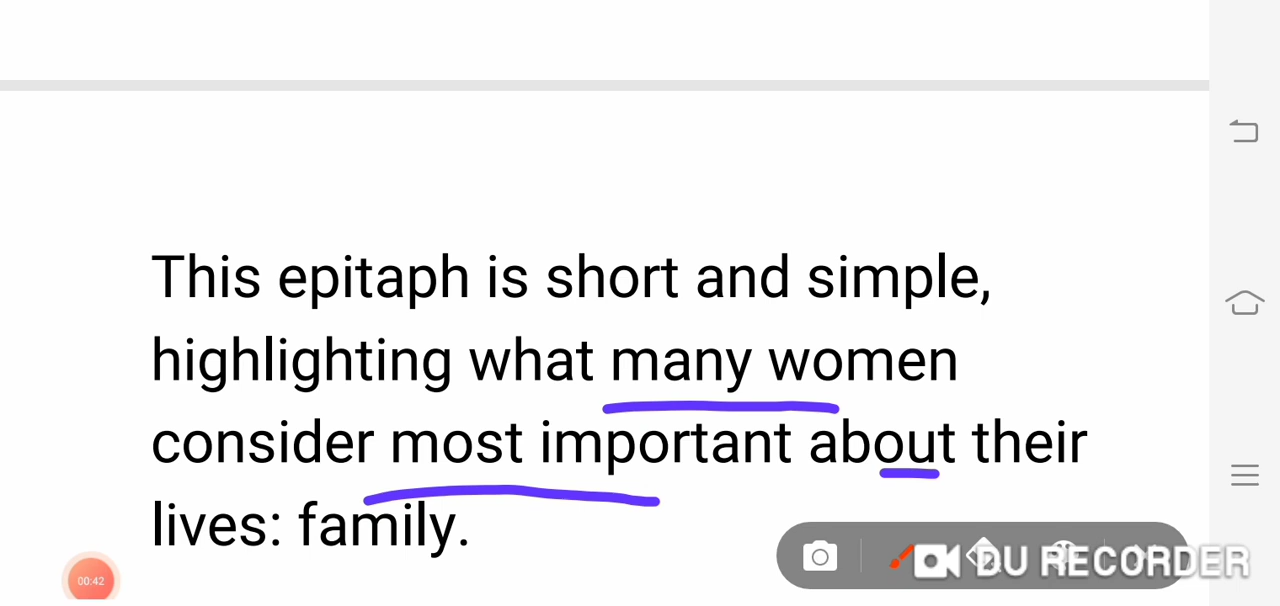 This epitaph is short and simple,
highlighting what many women
consider most important about their
lives: family.
00:42
DU RECORDER